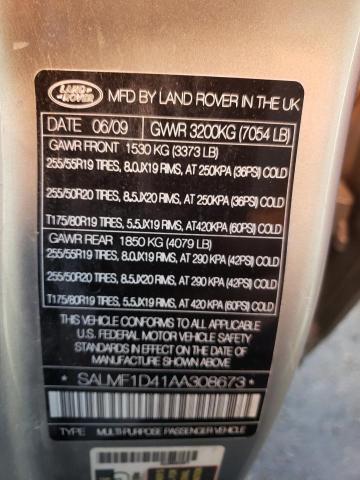 LAND-
-ROVER
MFD BY LAND ROVER IN THE UK
DATE 06/09 GVWR 3200KG (7054 LB)
GAWR FRONT 1530 KG (3373 LB)
255/55R19 TIRES, 8.0JX19 RIMS, AT 250KPA (36PSI) COLD
255/50R20 TIRES, 8.5JX20 RIMS, AT 250KPA (36PSI) COLD
T175/80R19 TIRES, 5.5JX19 RIMS, AT420KPA (60PSI) COLD
GAWR REAR 1850 KG (4079 LB)
255/55R19 TIRES, 8.0JX19 RIMS, AT 290 KPA (42PSI) COLD
255/50R20 TIRES, 8.5JX20 RIMS, AT 290 KPA (42PSI) COLD
T175/80R19 TIRES, 5.5JX19 RIMS, AT 420 KPA (60PSI) COLD
THIS VEHICLE CONFORMS TO ALL APPLICABLE
U.S. FEDERAL MOTOR VEHICLE SAFETY
STANDARDS IN EFFECT ON THE DATE OF
MANUFACTURE SHOWN ABOVE
* SALMF1D41AA308673 *
TYPE MULTI-PURPOSE PASSENGER VEHICLE